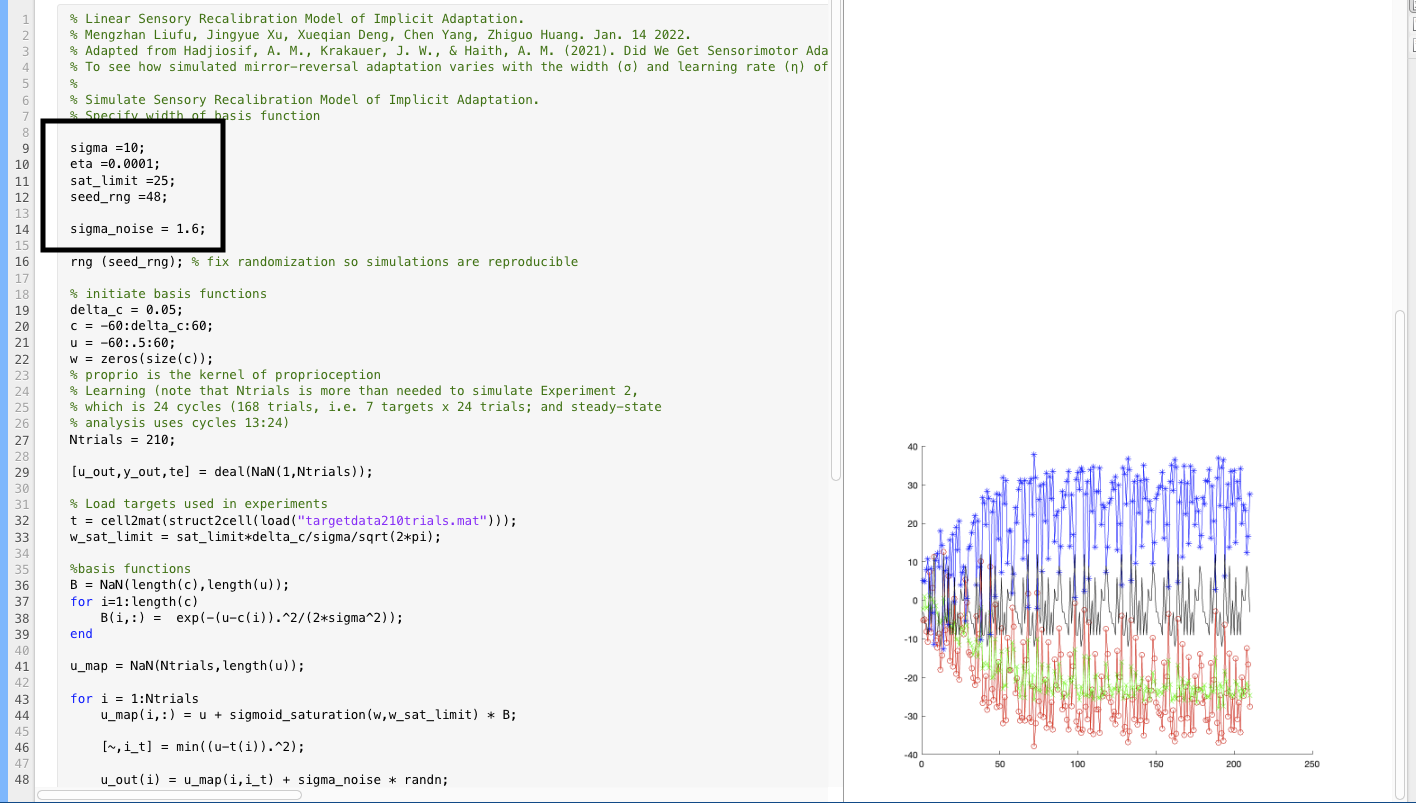 1 % Linear Sensory Recalibration Model of Implicit Adaptation.
2 % Mengzhan Liufu, Jingyue Xu, Xueqian Deng, Chen Yang, Zhiguo Huang. Jan. 14 2022.
3 % Adapted from Hadjiosif, A. M., Krakauer, J. W., & Haith, A. M. (2021). Did We Get Sensorimotor Ada
4 % To see how simulated mirror-reversal adaptation varies with the width (σ) and learning rate (η) of
5 %
6 % Simulate Sensory Recalibration Model of Implicit Adaptation.
7 % Specify width of basis function
8
9 sigma =10;
10 eta =0.0001;
11 sat_limit =25;
12 seed_rng =48;
13
14 sigma_noise = 1.6;
15
16 rng (seed_rng); % fix randomization so simulations are reproducible
17
18 % initiate basis functions
19 delta_c = 0.05;
20 c = -60:delta_c:60;
21 u = -60:.5:60;
22 w = zeros(size(c));
23 % proprio is the kernel of proprioception
24 % Learning (note that Ntrials is more than needed to simulate Experiment 2,
25 % which is 24 cycles (168 trials, i.e. 7 targets x 24 trials; and steady-state
26 % analysis uses cycles 13:24)
27 Ntrials = 210;
28
29 [u_out,y_out,te] = deal(NaN(1,Ntrials));
30
31 % Load targets used in experiments
32 t = cell2mat(struct2cell(load("targetdata210trials.mat")));
33 w_sat_limit = sat_limit*delta_c/sigma/sqrt(2*pi);
34
35 %basis functions
36 B = NaN(length(c),length(u));
37 for i=1:length(c)
38 B(i,:) = exp(-(u-c(i)).^2/(2*sigma^2));
39 end
40
41 u_map = NaN(Ntrials,length(u));
42
43 for i = 1:Ntrials
44 u_map(i,:) = u + sigmoid_saturation(w,w_sat_limit) * B;
45
46 [~,i_t] = min((u-t(i)).^2);
47
48 u_out(i) = u_map(i,i_t) + sigma_noise * randn;
40
30
20
10
0
-10
-20
-30
-40
0 50 100 150 200 250